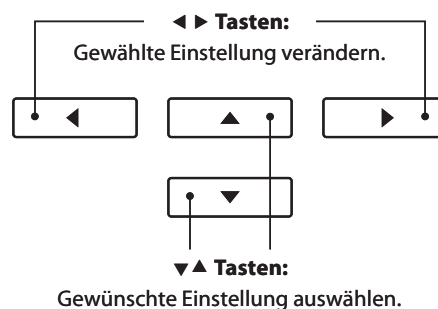 ◀ ▶ Tasten:
Gewählte Einstellung verändern.
◀ ▲ ▶
▼
▼▲ Tasten:
Gewünschte Einstellung auswählen.